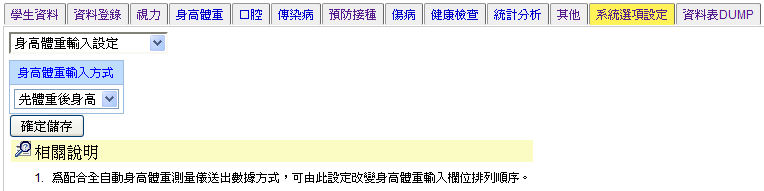 學生資料 資料登錄 視力 身高體重 口腔 傳染病 預防接種 傷病 健康檢查 統計分析 其他 系統選項設定 資料表DUMP
身高體重輸入設定
身高體重輸入方式
先體重後身高
確定儲存
相關說明
1. 為配合全自動身高體重測量儀送出數據方式，可由此設定改變身高體重輸入欄位排列順序。